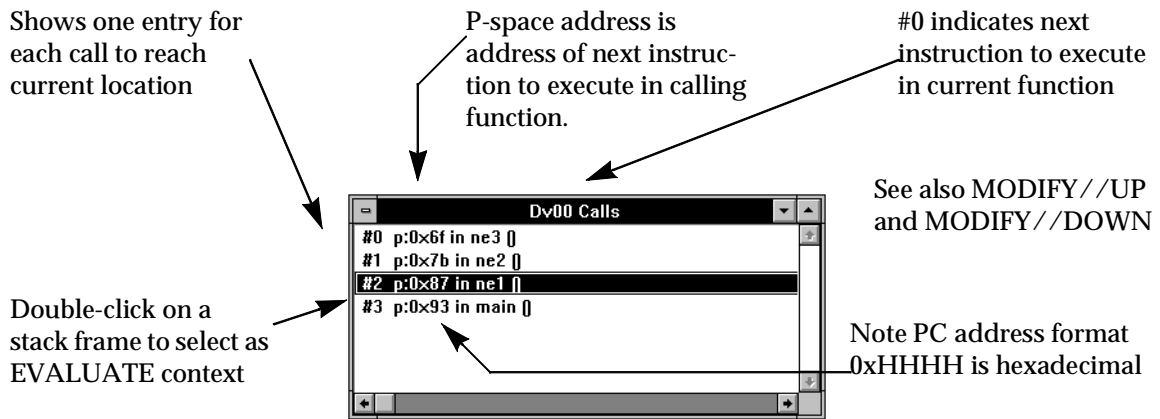 Shows one entry for
each call to reach
current location
P-space address is
address of next instruc-
tion to execute in calling
function.
#0 indicates next
instruction to execute
in current function
See also MODIFY//UP
and MODIFY//DOWN
Dv00 Calls
#0 p:0x6f in ne3 ()
#1 p:0x7b in ne2 ()
#2 p:0x87 in ne1 ()
#3 p:0x93 in main ()
Double-click on a
stack frame to select as
EVALUATE context
Note PC address format
0xHHHH is hexadecimal